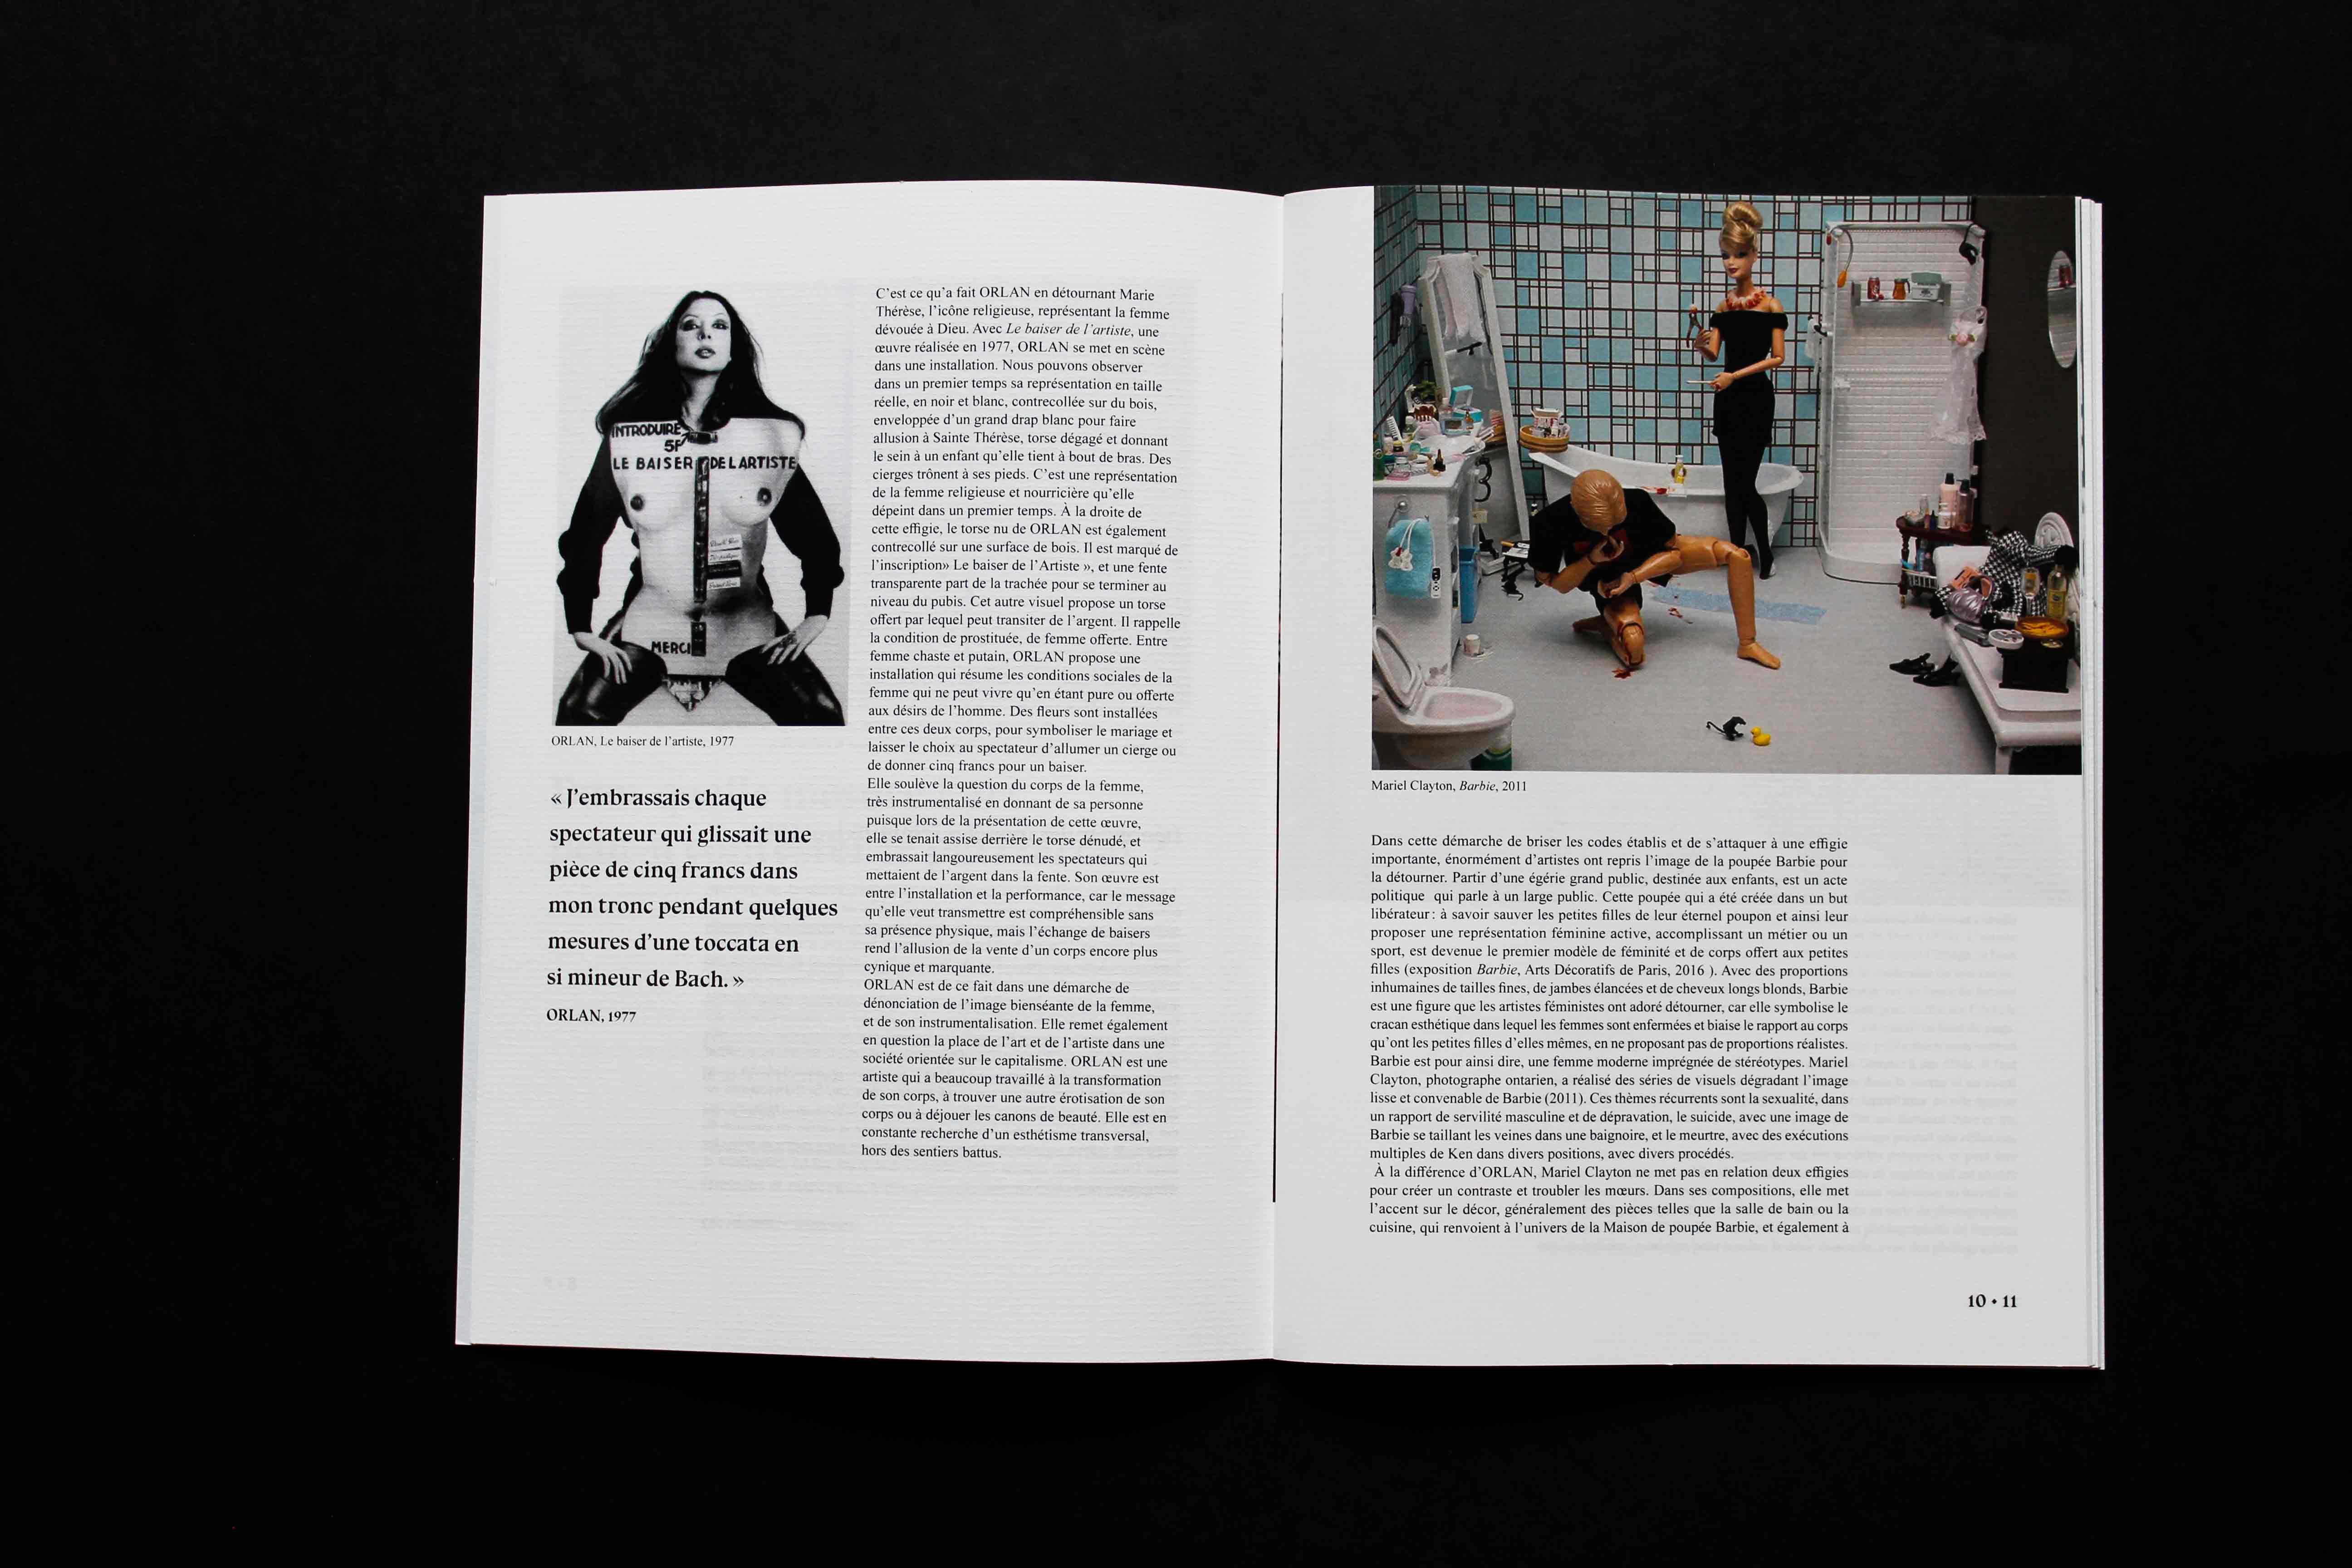 INTRODUIRE
5F
LE BAISER DE L ARTISTE
MERCI
ORLAN, Le baiser de l'artiste, 1977
« J'embrassais chaque
spectateur qui glissait une
pièce de cinq francs dans
mon tronc pendant quelques
mesures d'une toccata en
si mineur de Bach. »
ORLAN, 1977
C'est ce qu'a fait ORLAN en détournant Marie
Thérèse, l'icône religieuse, représentant la femme
dévouée à Dieu. Avec Le baiser de l'artiste, une
œuvre réalisée en 1977, ORLAN se met en scène
dans une installation. Nous pouvons observer
dans un premier temps sa représentation en taille
réelle, en noir et blanc, contrecollée sur du bois,
enveloppée d'un grand drap blanc pour faire
allusion à Sainte Thérèse, torse dégagé et donnant
le sein à un enfant qu'elle tient à bout de bras. Des
cierges trônent à ses pieds. C'est une représentation
de la femme religieuse et nourricière qu'elle
dépeint dans un premier temps. À la droite de
cette effigie, le torse nu de ORLAN est également
contrecollé sur une surface de bois. Il est marqué de
l'inscription» Le baiser de l'Artiste », et une fente
transparente part de la trachée pour se terminer au
niveau du pubis. Cet autre visuel propose un torse
offert par lequel peut transiter de l'argent. Il rappelle
la condition de prostituée, de femme offerte. Entre
femme chaste et putain, ORLAN propose une
installation qui résume les conditions sociales de la
femme qui ne peut vivre qu'en étant pure ou offerte
aux désirs de l'homme. Des fleurs sont installées
entre ces deux corps, pour symboliser le mariage et
laisser le choix au spectateur d'allumer un cierge ou
de donner cinq francs pour un baiser.
Elle soulève la question du corps de la femme,
très instrumentalisé en donnant de sa personne
puisque lors de la présentation de cette œuvre,
elle se tenait assise derrière le torse dénudé, et
embrassait langoureusement les spectateurs qui
mettaient de l'argent dans la fente. Son œuvre est
entre l'installation et la performance, car le message
qu'elle veut transmettre est compréhensible sans
sa présence physique, mais l'échange de baisers
rend l'allusion de la vente d'un corps encore plus
cynique et marquante.
ORLAN est de ce fait dans une démarche de
dénonciation de l'image bienséante de la femme,
et de son instrumentalisation. Elle remet également
en question la place de l'art et de l'artiste dans une
société orientée sur le capitalisme. ORLAN est une
artiste qui a beaucoup travaillé à la transformation
de son corps, à trouver une autre érotisation de son
corps ou à déjouer les canons de beauté. Elle est en
constante recherche d'un esthétisme transversal,
hors des sentiers battus.
Mariel Clayton, Barbie, 2011
Dans cette démarche de briser les codes établis et de s'attaquer à une effigie
importante, énormément d'artistes ont repris l'image de la poupée Barbie pour
la détourner. Partir d'une égérie grand public, destinée aux enfants, est un acte
politique qui parle à un large public. Cette poupée qui a été créée dans un but
libérateur : à savoir sauver les petites filles de leur éternel poupon et ainsi leur
proposer une représentation féminine active, accomplissant un métier ou un
sport, est devenue le premier modèle de féminité et de corps offert aux petites
filles (exposition Barbie, Arts Décoratifs de Paris, 2016 ). Avec des proportions
inhumaines de tailles fines, de jambes élancées et de cheveux longs blonds, Barbie
est une figure que les artistes féministes ont adoré détourner, car elle symbolise le
cracan esthétique dans lequel les femmes sont enfermées et biaise le rapport au corps
qu'ont les petites filles d'elles mêmes, en ne proposant pas de proportions réalistes.
Barbie est pour ainsi dire, une femme moderne imprégnée de stéréotypes. Mariel
Clayton, photographe ontarien, a réalisé des séries de visuels dégradant l'image
lisse et convenable de Barbie (2011). Ces thèmes récurrents sont la sexualité, dans
un rapport de servilité masculine et de dépravation, le suicide, avec une image de
Barbie se taillant les veines dans une baignoire, et le meurtre, avec des exécutions
multiples de Ken dans divers positions, avec divers procédés.
À la différence d'ORLAN, Mariel Clayton ne met pas en relation deux effigies
pour créer un contraste et troubler les mœurs. Dans ses compositions, elle met
l'accent sur le décor, généralement des pièces telles que la salle de bain ou la
cuisine, qui renvoient à l'univers de la Maison de poupée Barbie, et également à
10 • 11